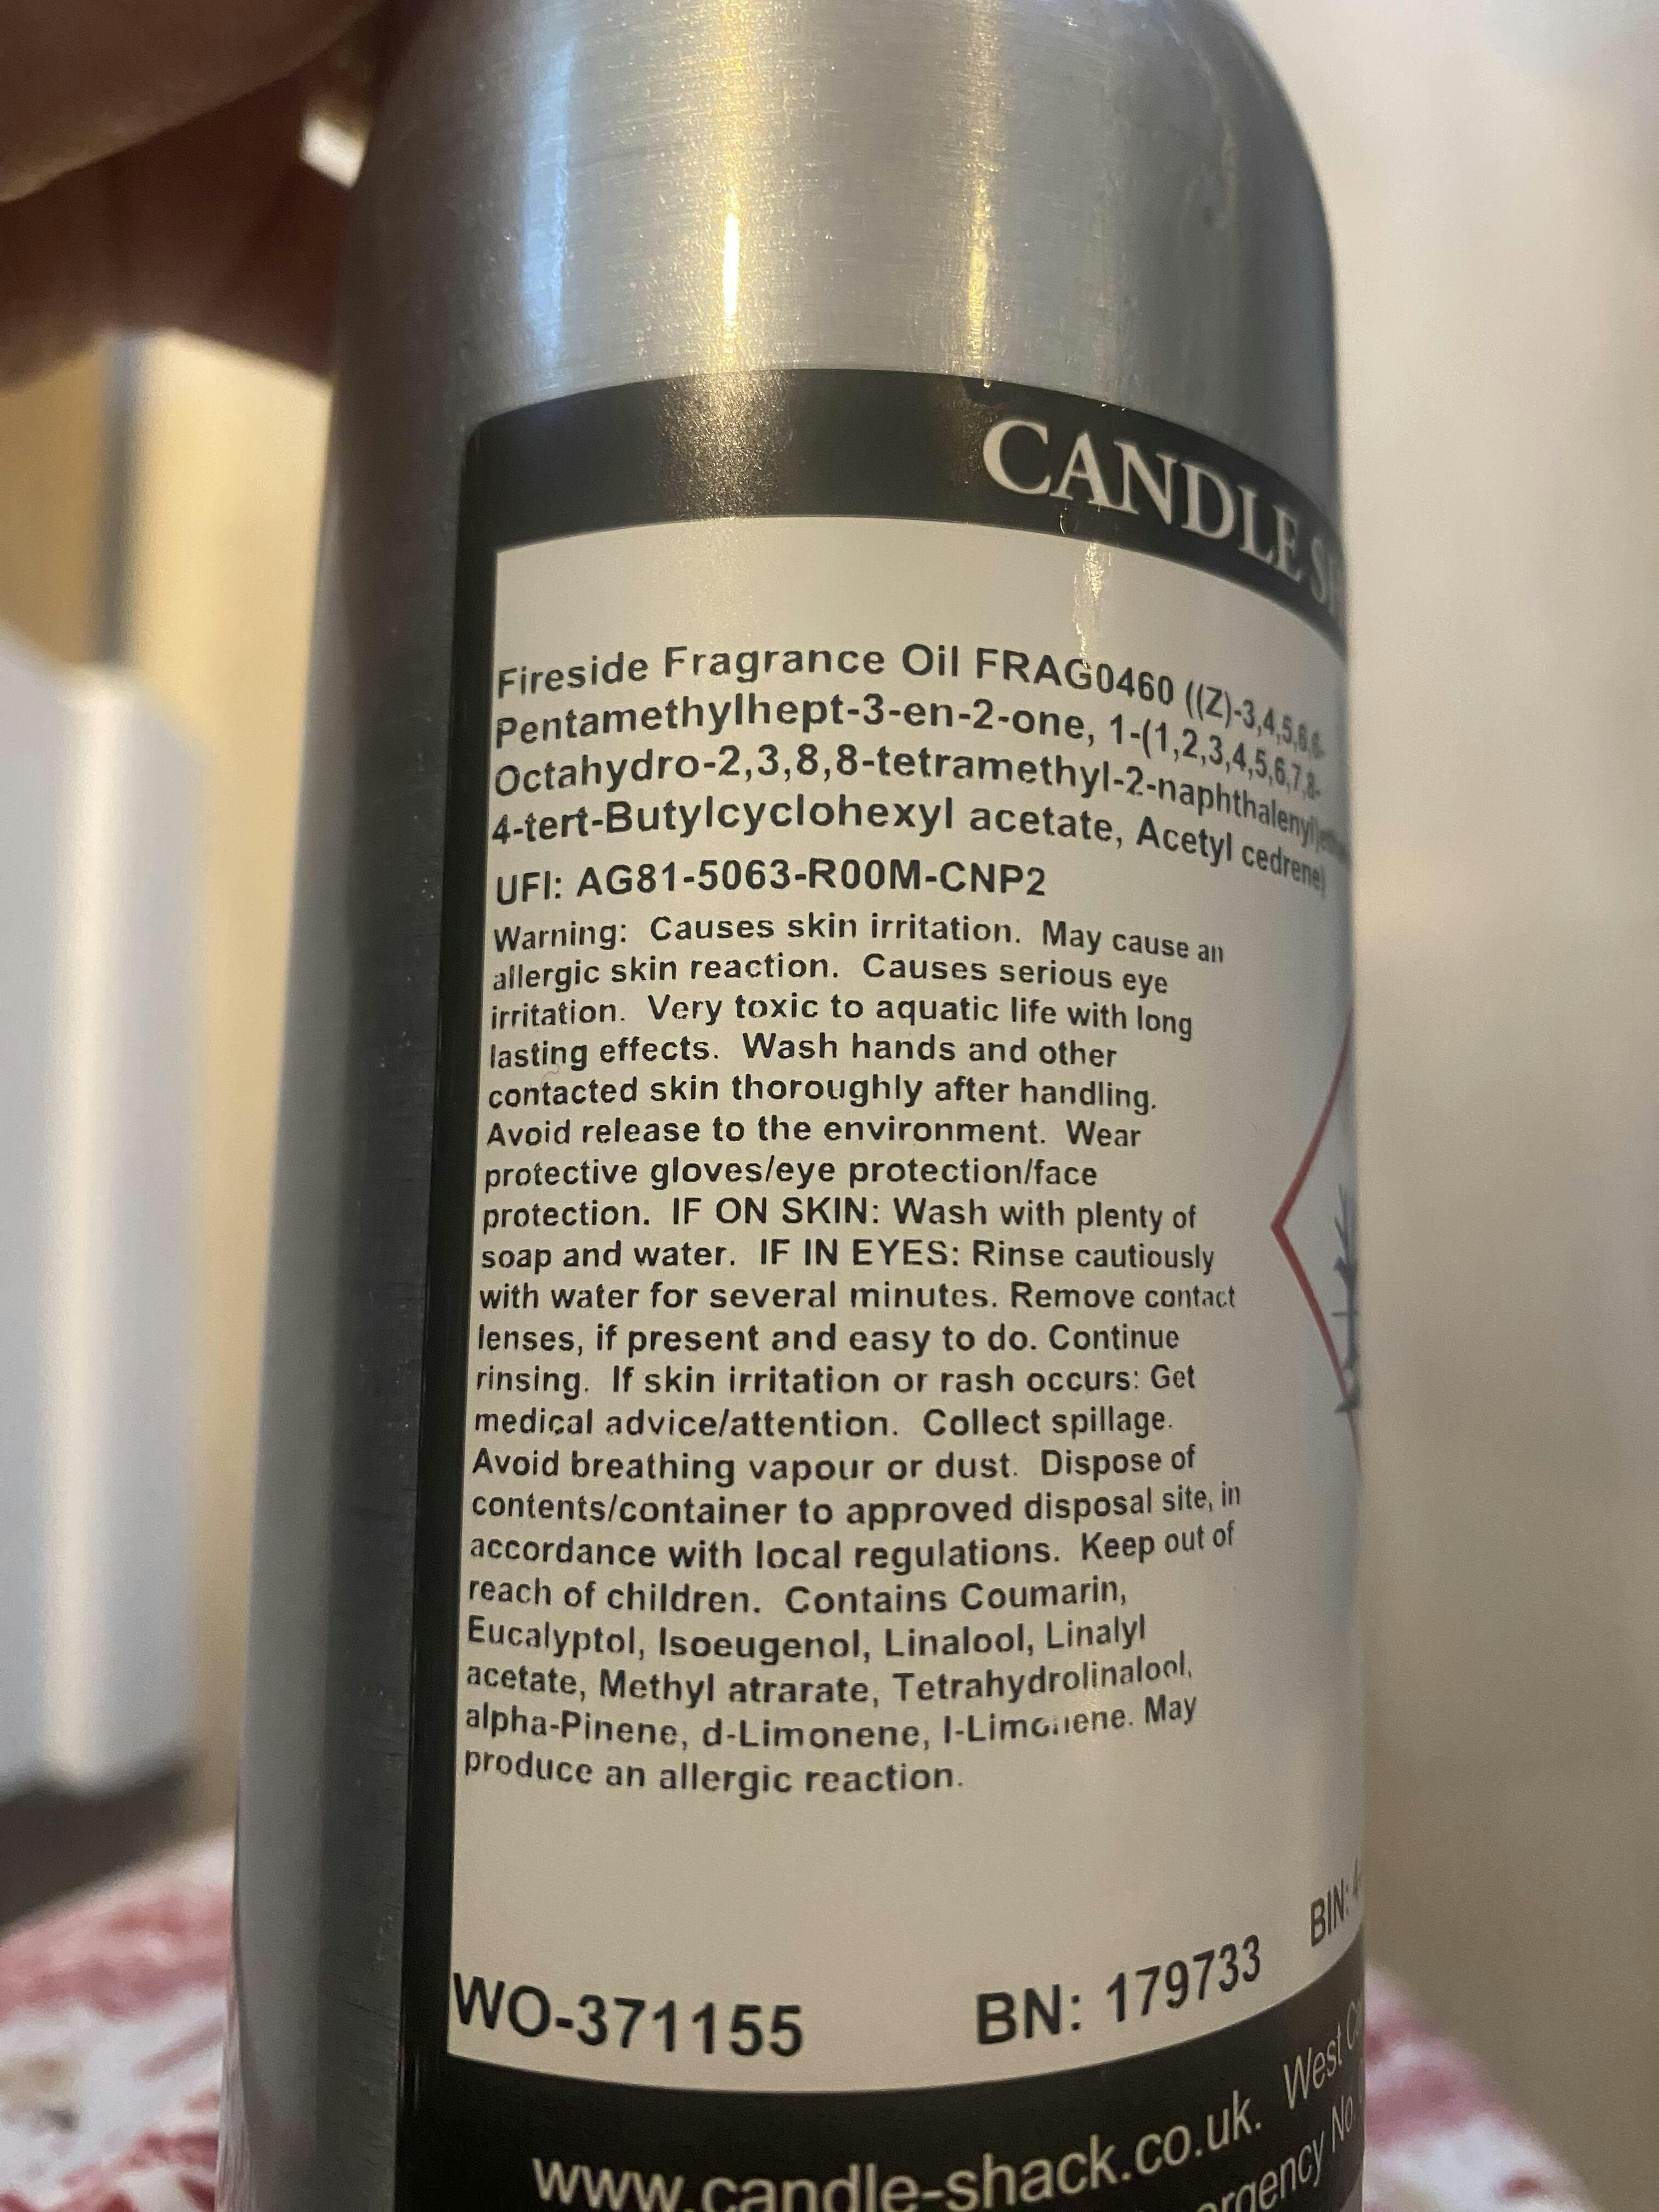 CANDLE
Fireside Fragrance Oil FRAG0460 ((Z)-3,4,5,6,6-
Pentamethylhept-3-en-2-one, 1-(1,2,3,4,5,6,7,8-
Octahydro-2,3,8,8-tetramethyl-2-naphthalenyl)
4-tert-Butylcyclohexyl acetate, Acetyl cedrene)
UFI: AG81-5063-R00M-CNP2
Warning: Causes skin irritation. May cause an
allergic skin reaction. Causes serious eye
irritation. Very toxic to aquatic life with long
lasting effects. Wash hands and other
contacted skin thoroughly after handling.
Avoid release to the environment. Wear
protective gloves/eye protection/face
protection. IF ON SKIN: Wash with plenty of
soap and water. IF IN EYES: Rinse cautiously
with water for several minutes. Remove contact
lenses, if present and easy to do. Continue
rinsing. If skin irritation or rash occurs: Get
medical advice/attention. Collect spillage.
Avoid breathing vapour or dust. Dispose of
contents/container to approved disposal site, in
accordance with local regulations. Keep out of
reach of children. Contains Coumarin,
Eucalyptol, Isoeugenol, Linalool, Linalyl
acetate, Methyl atrarate, Tetrahydrolinalool,
alpha-Pinene, d-Limonene, l-Limonene. May
produce an allergic reaction.
WO-371155 BN: 179733 BIN:
www.candle-shack.co.uk. West
No.